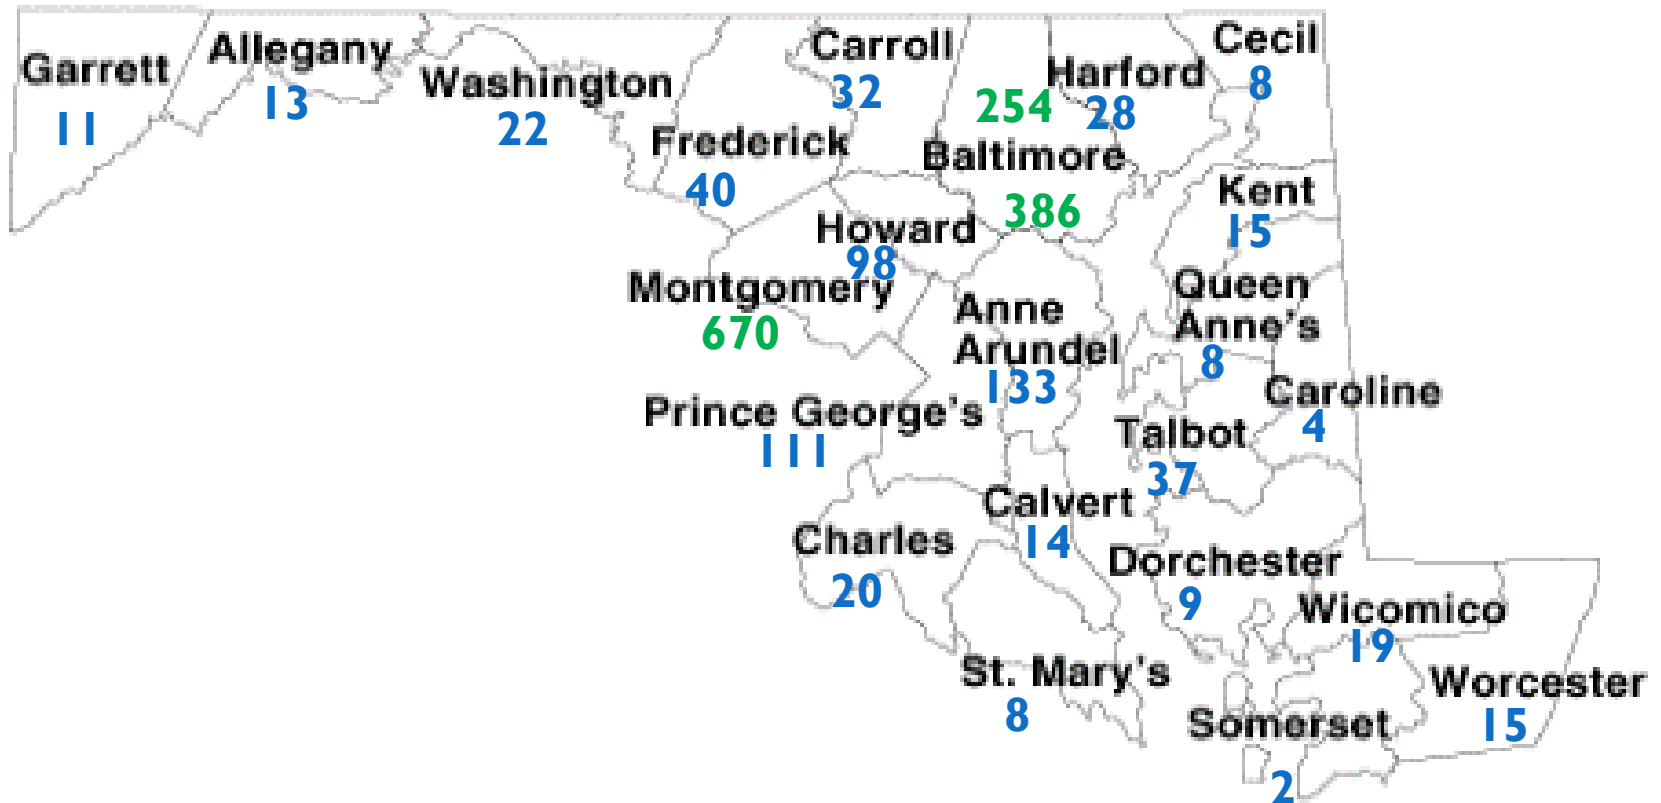 Garrett
11
Allegany
13
Washington
22
Frederick
40
Carroll
32
254
Baltimore
386
Harford
28
Cecil
8
Howard
98
Montgomery
670
Kent
15
Queen
Anne's
8
Anne
Arundel
133
Prince George's
111
Caroline
4
Talbot
37
Calvert
14
Charles
20
Dorchester
9
Wicomico
19
St. Mary's
8
Worcester
15
Somerset
2